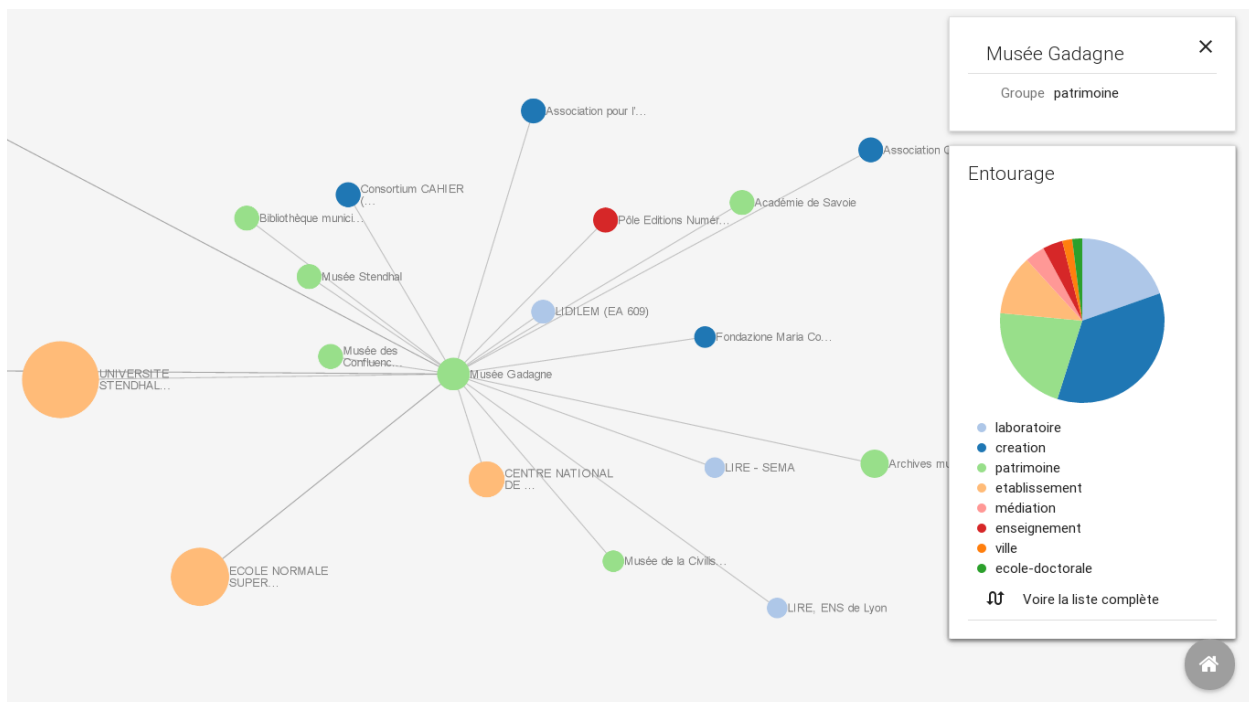 Musée Gadagne
Groupe patrimoine
Entourage
laboratoire
creation
patrimoine
etablissement
médiation
enseignement
ville
ecole-doctorale
Voire la liste complète
Association pour l'...
Association
Consortium CAHIER
(...
Académie de Savoie
Bibliothèque munici...
Pôle Editions Numér...
Musée Stendhal
LIDILEM (EA 609)
Fondazione Maria Co...
Musée des
Confluenc...
UNIVERSITE
STENDHAL...
Musée Gadagne
Archives mu
LIRE - SEMA
CENTRE NATIONAL
DE ...
Musée de la Civilis...
ECOLE NORMALE
SUPER...
LIRE, ENS de Lyon